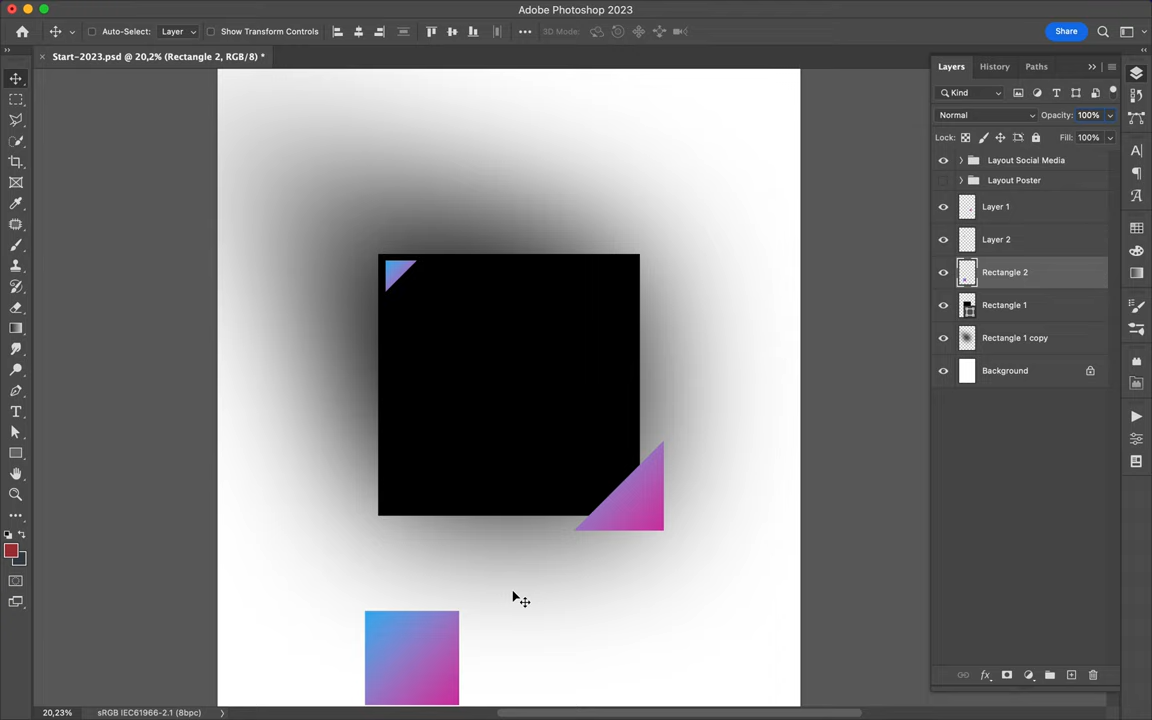 Adobe Photoshop 2023
Auto-Select: Layer Show Transform Controls 3D Mode: Share
Start-2023.psd @ 20,2% (Rectangle 2, RGB/8) *
Layers History Paths
Kind
Normal Opacity: 100%
Lock: Fill: 100%
Layout Social Media
Layout Poster
Layer 1
Layer 2
Rectangle 2
Rectangle 1
Rectangle 1 copy
Background
20,23% sRGB IEC61966-2.1 (8bpc)